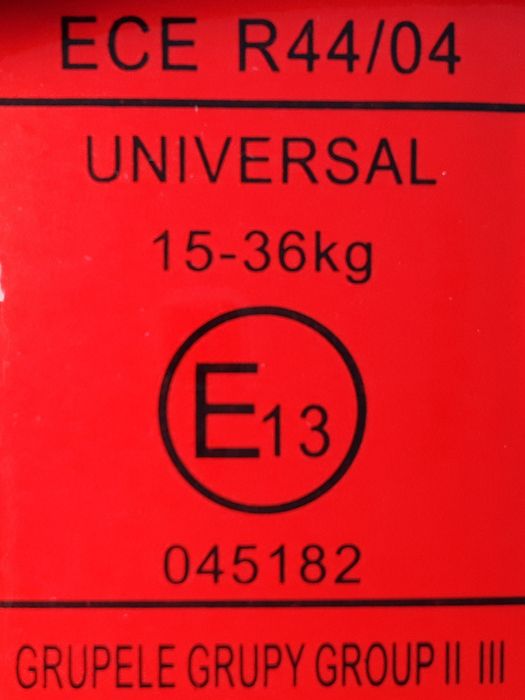 ECE R44/04
UNIVERSAL
15-36kg
E13
045182
GRUPELE GRUPY GROUP II III